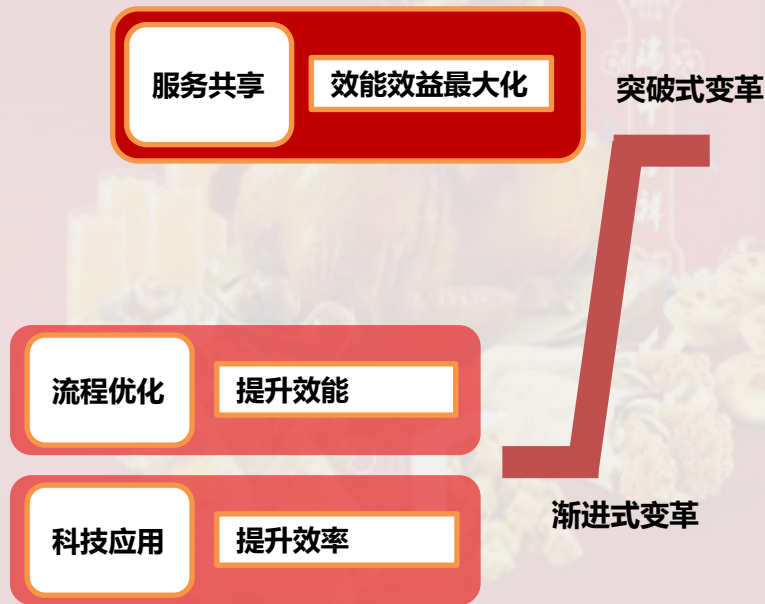 服务共享
效能效益最大化
突破式变革
流程优化
提升效能
科技应用
提升效率
渐进式变革